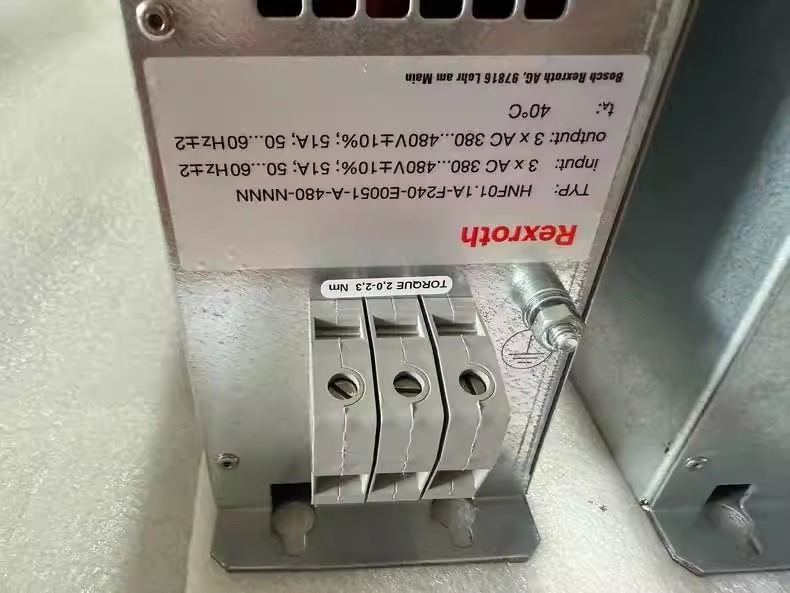 Rexroth
TYP: HNF01.1A-F240-E0051-A-480-NNNN
input: 3 x AC 380...480V±10%; 51A; 50...60Hz±2
output: 3 x AC 380...480V±10%; 51A; 50...60Hz±2
tA: 40°C
Bosch Rexroth AG, 97816 Lohr am Main
TORQUE 2,0-2,3 Nm